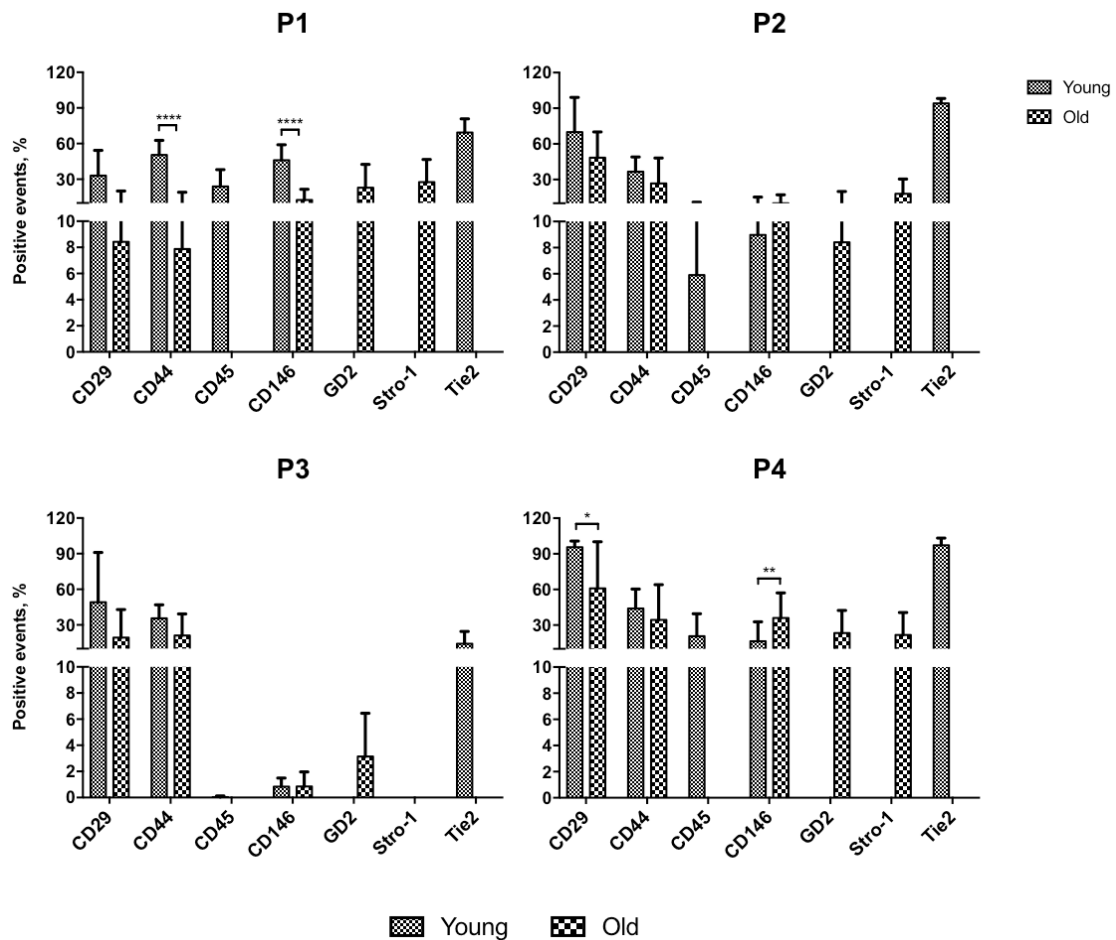 P1
P2
Positive events, %
120
90
60
30
10
8
6
4
2
0
****
****
CD29
CD44
CD45
CD146
GD2
Stro-1
Tie2
120
90
60
30
10
8
6
4
2
0
CD29
CD44
CD45
CD146
GD2
Stro-1
Tie2
Young
Old
P3
P4
Positive events, %
120
90
60
30
10
8
6
4
2
0
CD29
CD44
CD45
CD146
GD2
Stro-1
Tie2
120
90
60
30
10
8
6
4
2
0
*
**
CD29
CD44
CD45
CD146
GD2
Stro-1
Tie2
Young Old